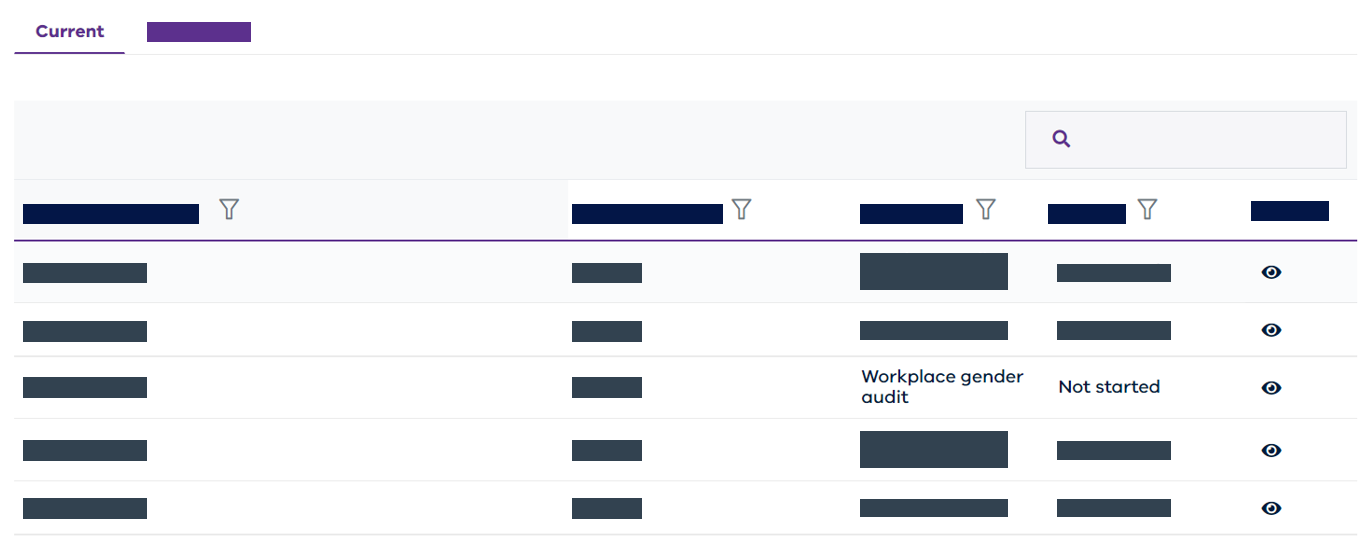 Current
Workplace gender
audit
Not started